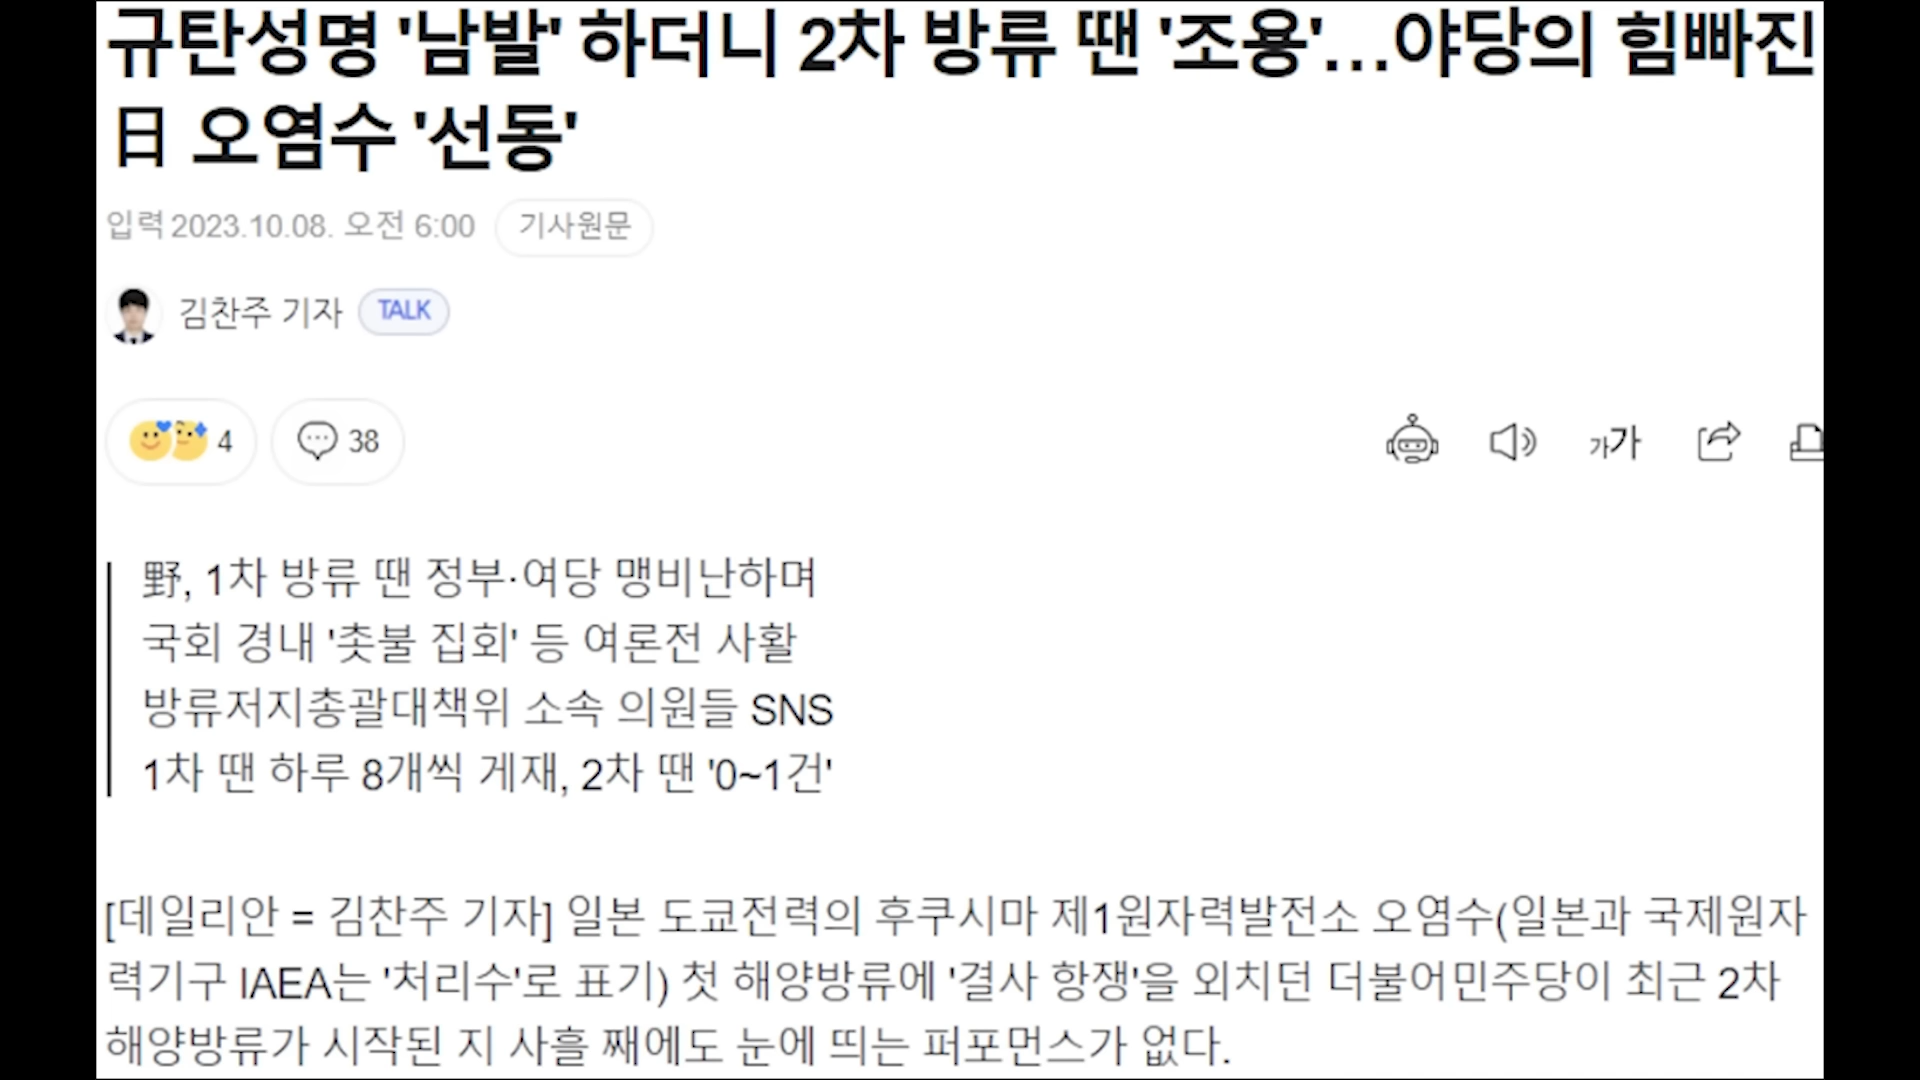 규탄성명 '남발' 하더니 2차 방류 땐 '조용'…야당의 힘빠진
日 오염수 '선동'
입력 2023.10.08. 오전 6:00 기사원문
김찬주 기자 TALK
4 38 가가
野, 1차 방류 땐 정부·여당 맹비난하며
국회 경내 '촛불 집회' 등 여론전 사활
방류저지총괄대책위 소속 의원들 SNS
1차 땐 하루 8개씩 게재, 2차 땐 '0~1건'
[데일리안 = 김찬주 기자] 일본 도쿄전력의 후쿠시마 제1원자력발전소 오염수(일본과 국제원자
력기구 IAEA는 '처리수'로 표기) 첫 해양방류에 '결사 항쟁'을 외치던 더불어민주당이 최근 2차
해양방류가 시작된 지 사흘 째에도 눈에 띄는 퍼포먼스가 없다.